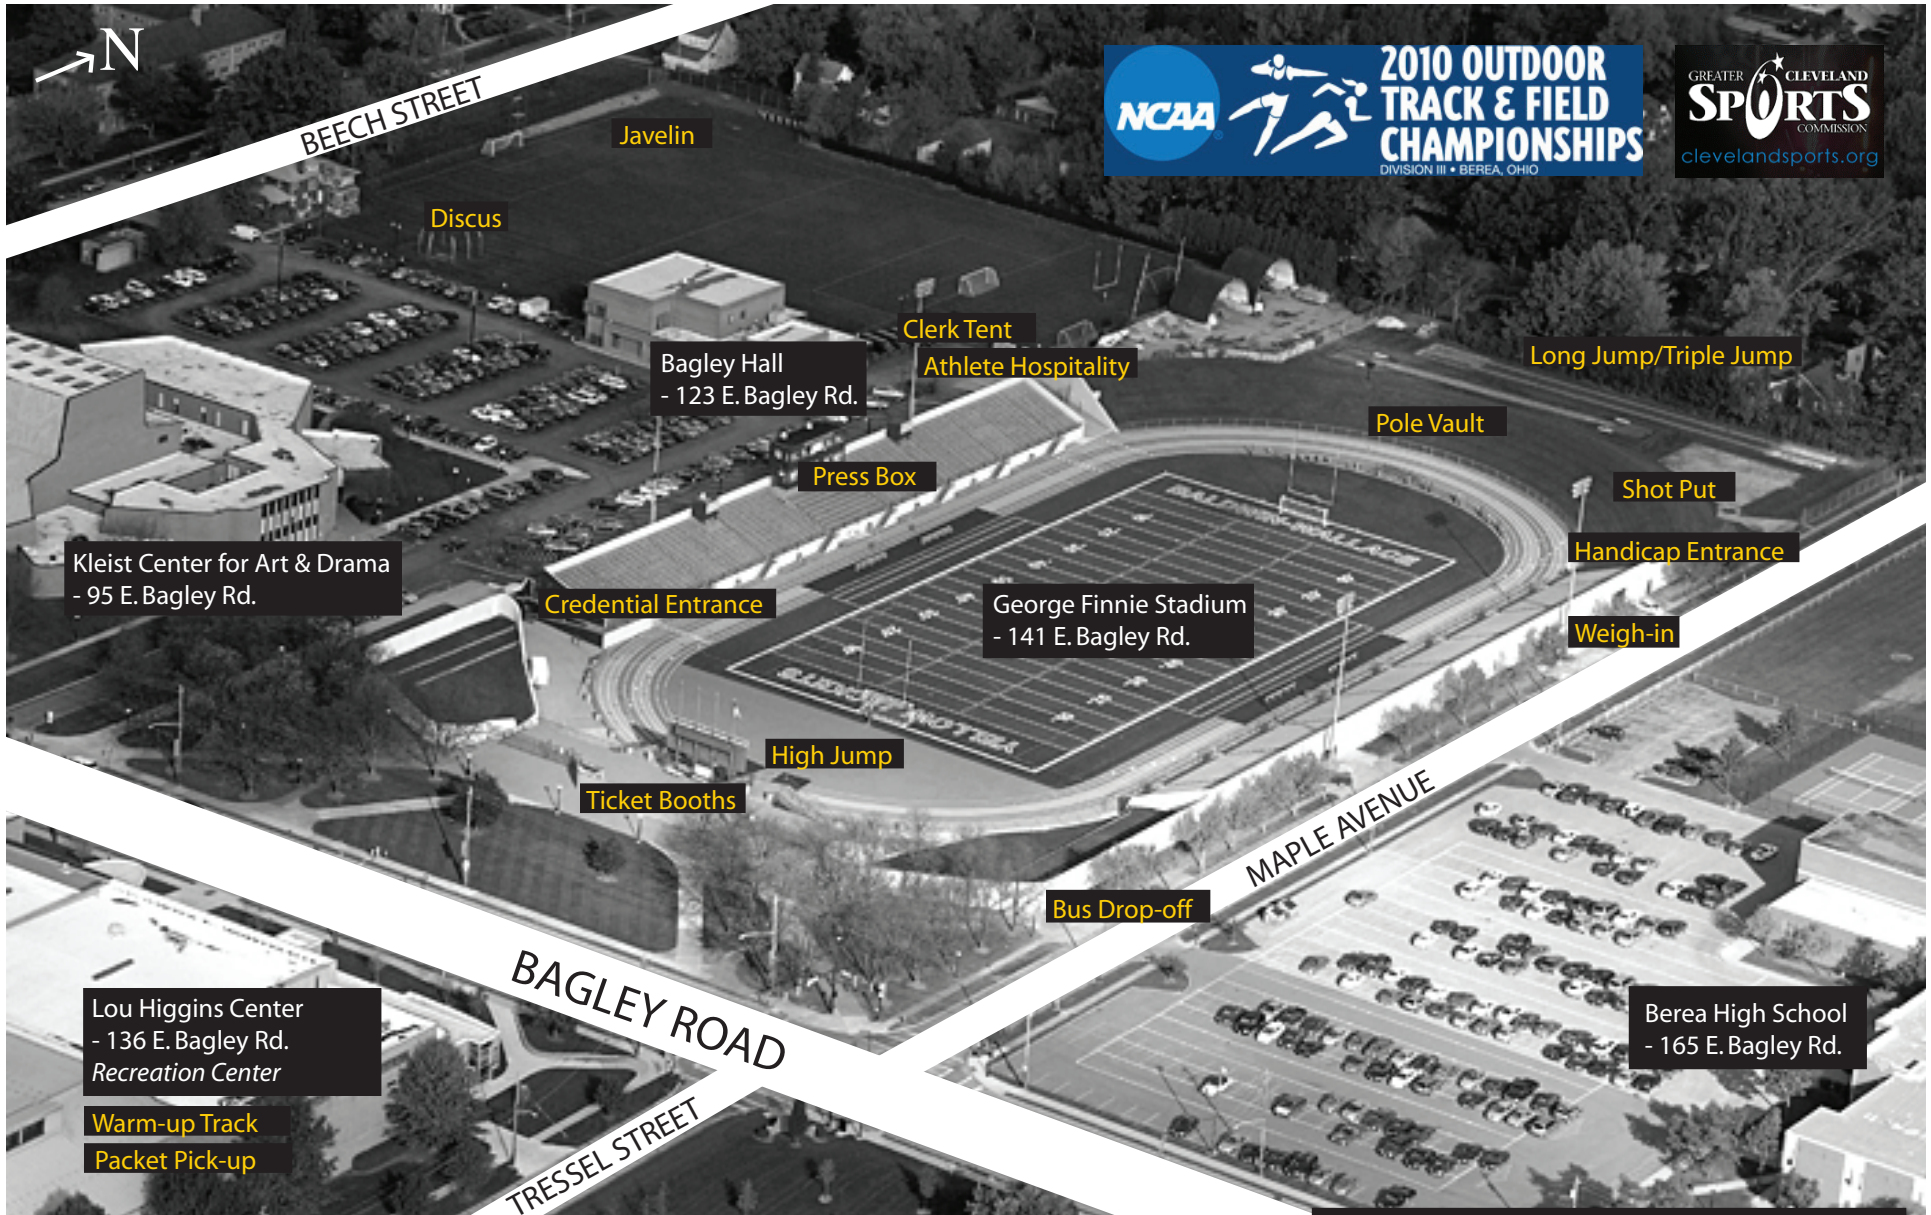 N
BEECH STREET
NCAA
2010 OUTDOOR
TRACK & FIELD
CHAMPIONSHIPS
DIVISION III • BEREA, OHIO
GREATER CLEVELAND
SPORTS
COMMISSION
clevelandsports.org
Javelin
Discus
Clerk Tent
Athlete Hospitality
Long Jump/Triple Jump
Bagley Hall
- 123 E. Bagley Rd.
Pole Vault
Press Box
Shot Put
BALDWIN-WALLACE
Handicap Entrance
Kleist Center for Art & Drama
- 95 E. Bagley Rd.
Credential Entrance
George Finnie Stadium
- 141 E. Bagley Rd.
Weigh-in
YELLOW JACKETS
High Jump
Ticket Booths
MAPLE AVENUE
Bus Drop-off
BAGLEY ROAD
Lou Higgins Center
- 136 E. Bagley Rd.
Recreation Center
Berea High School
- 165 E. Bagley Rd.
Warm-up Track
Packet Pick-up
TRESSEL STREET